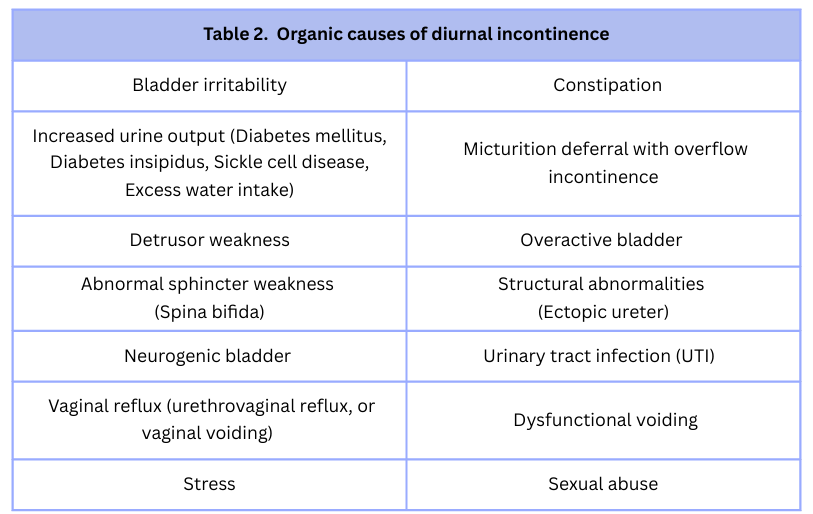 Table 2. Organic causes of diurnal incontinence
Bladder irritability
Constipation
Increased urine output (Diabetes mellitus,
Diabetes insipidus, Sickle cell disease,
Excess water intake)
Micturition deferral with overflow
incontinence
Detrusor weakness
Overactive bladder
Abnormal sphincter weakness
(Spina bifida)
Structural abnormalities
(Ectopic ureter)
Neurogenic bladder
Urinary tract infection (UTI)
Vaginal reflux (urethrovaginal reflux, or
vaginal voiding)
Dysfunctional voiding
Stress
Sexual abuse